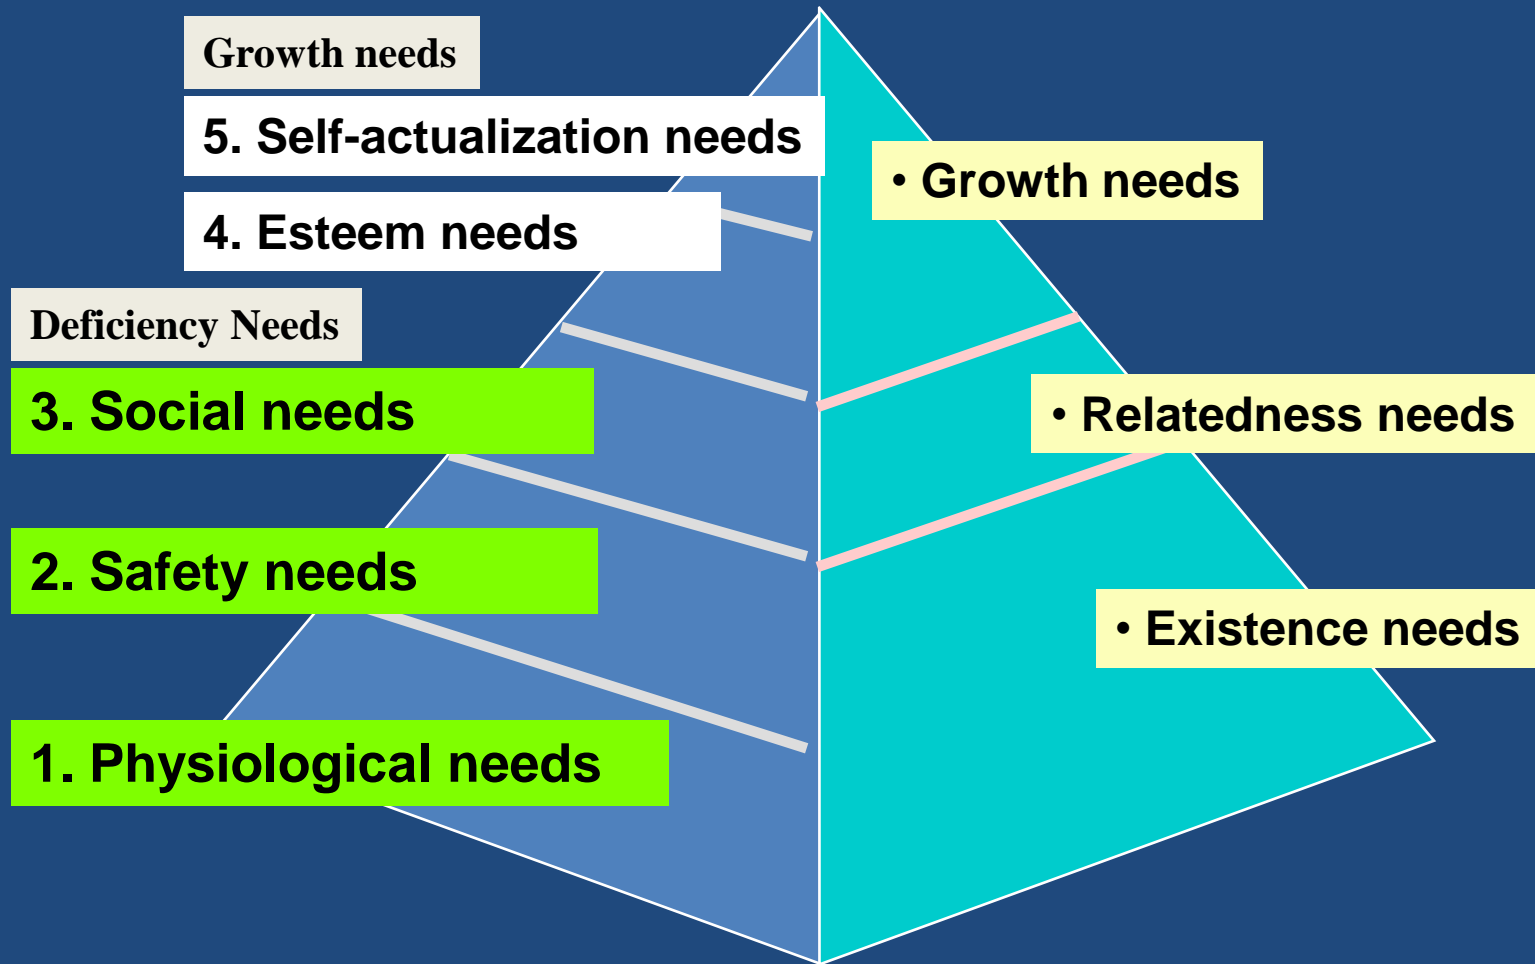 Growth needs
5. Self-actualization needs
4. Esteem needs
Deficiency Needs
3. Social needs
2. Safety needs
1. Physiological needs
• Growth needs
• Relatedness needs
• Existence needs